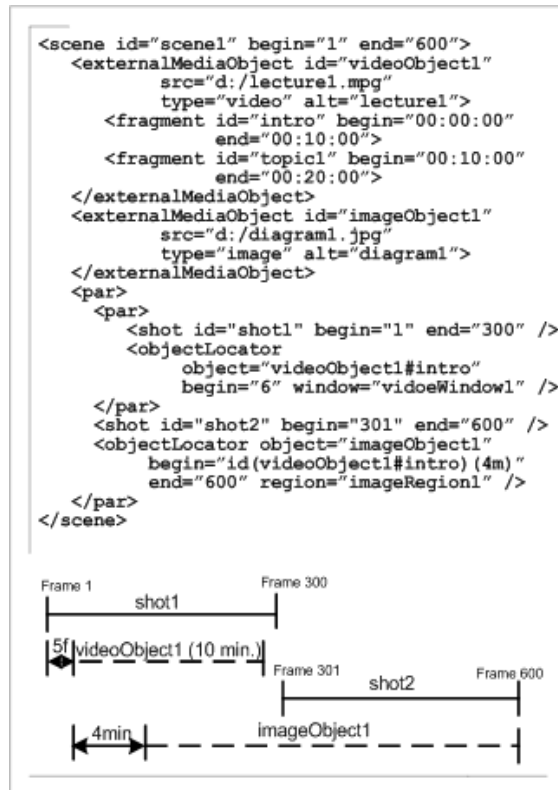 <scene id="scene1" begin="1" end="600">
<externalMediaObject id="videoObject1"
src="d:/lecture1.mpg"
type="video" alt="lecture1">
<fragment id="intro" begin="00:00:00"
end="00:10:00">
<fragment id="topic1" begin="00:10:00"
end="00:20:00">
</externalMediaObject>
<externalMediaObject id="imageObject1"
src="d:/diagram1.jpg"
type="image" alt="diagram1">
</externalMediaObject>
<par>
<par>
<shot id="shot1" begin="1" end="300" />
<objectLocator
object="videoObject1#intro"
begin="6" window="vidoeWindow1" />
</par>
<shot id="shot2" begin="301" end="600" />
<objectLocator object="imageObject1"
begin="id(videoObject1#intro)(4m)"
end="600" region="imageRegion1" />
</par>
</scene>
Frame 1 Frame 300
shot1
5f videoObject1 (10 min.)
Frame 301 Frame 600
shot2
4min imageObject1